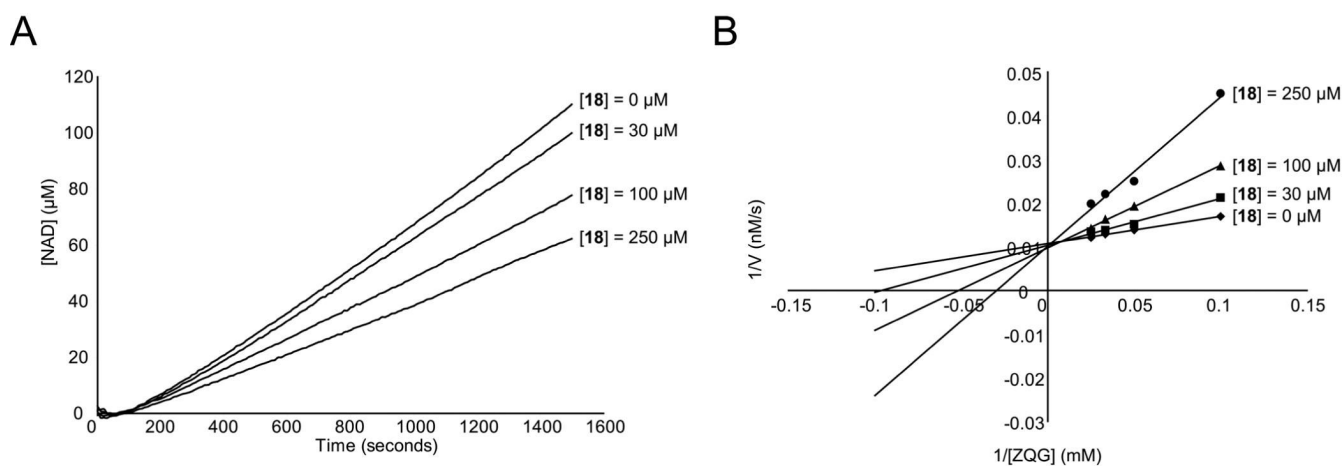 A
120
100
80
60
40
20
0
[NAD] (µM)
0 200 400 600 800 1000 1200 1400 1600
Time (seconds)
[18] = 0 µM
[18] = 30 µM
[18] = 100 µM
[18] = 250 µM
B
0.05
0.04
0.03
0.02
0.01
0
-0.01
-0.02
-0.03
1/V (nM/s)
-0.15 -0.1 -0.05 0 0.05 0.1 0.15
1/[ZQG] (mM)
[18] = 250 µM
[18] = 100 µM
[18] = 30 µM
[18] = 0 µM